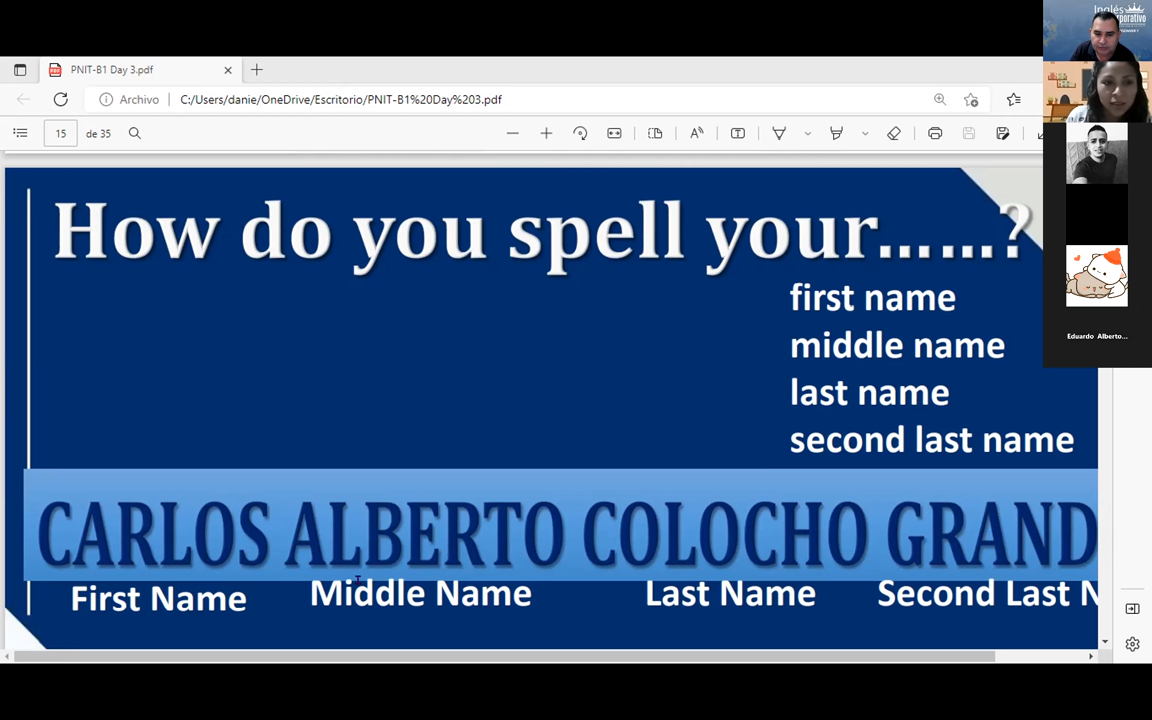 Inglés
PNIT-B1 Day 3.pdf
Archivo C:/Users/danie/OneDrive/Escritorio/PNIT-B1%20Day%203.pdf
15 de 35
How do you spell your......?
first name
middle name
last name
second last name
Eduardo Alberto...
CARLOS ALBERTO COLOCHO GRAND
First Name Middle Name Last Name Second Last N